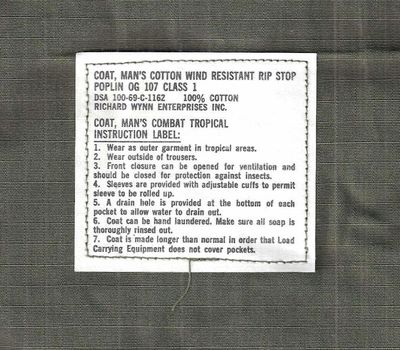 COAT, MAN'S COTTON WIND RESISTANT RIP STOP
POPLIN OG 107 CLASS 1
DSA 100-69-C-1162 100% COTTON
RICHARD WYNN ENTERPRISES INC.
COAT, MAN'S COMBAT TROPICAL
INSTRUCTION LABEL:
1. Wear as outer garment in tropical areas.
2. Wear outside of trousers.
3. Front closure can be opened for ventilation and
should be closed for protection against insects.
4. Sleeves are provided with adjustable cuffs to permit
sleeve to be rolled up.
5. A drain hole is provided at the bottom of each
pocket to allow water to drain out.
6. Coat can be hand laundered. Make sure all soap is
thoroughly rinsed out.
7. Coat is made longer than normal in order that Load
Carrying Equipment does not cover pockets.